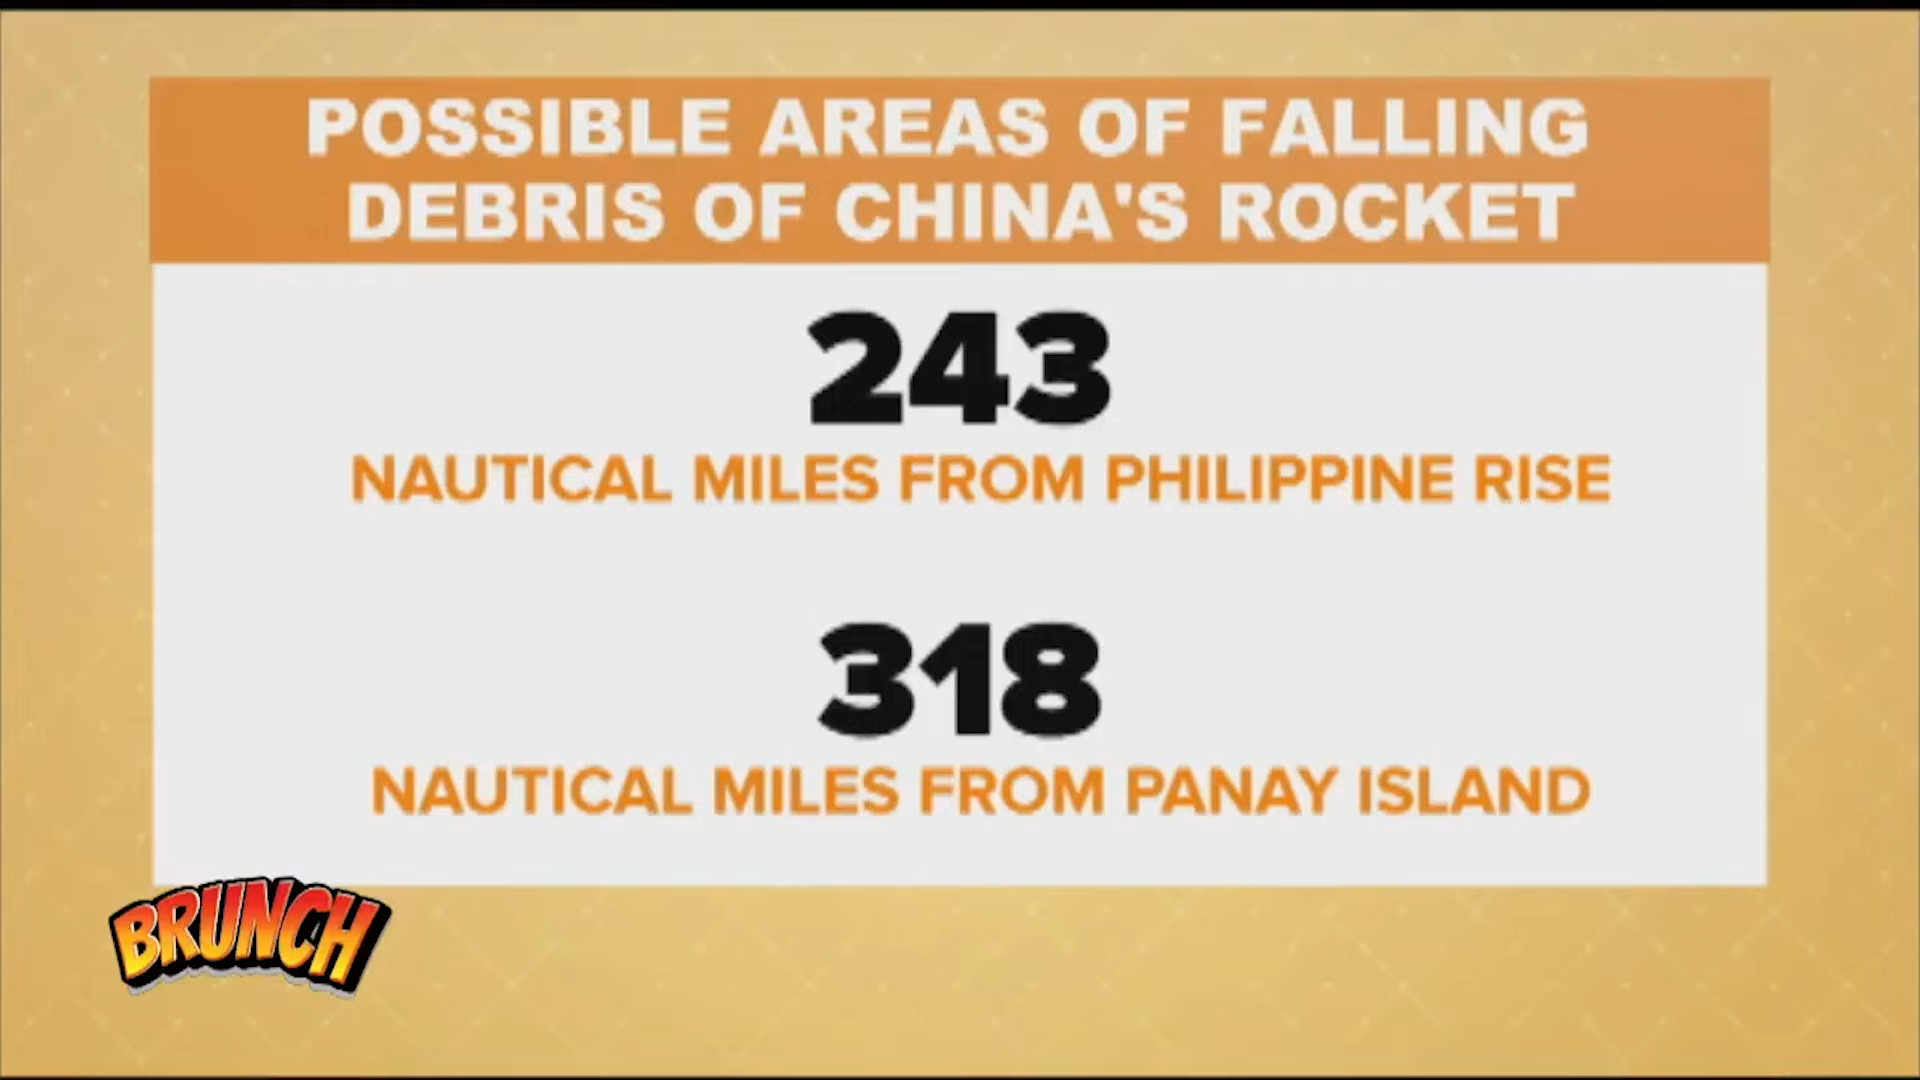 POSSIBLE AREAS OF FALLING
DEBRIS OF CHINA'S ROCKET
243
NAUTICAL MILES FROM PHILIPPINE RISE
318
NAUTICAL MILES FROM PANAY ISLAND
BRUNCH